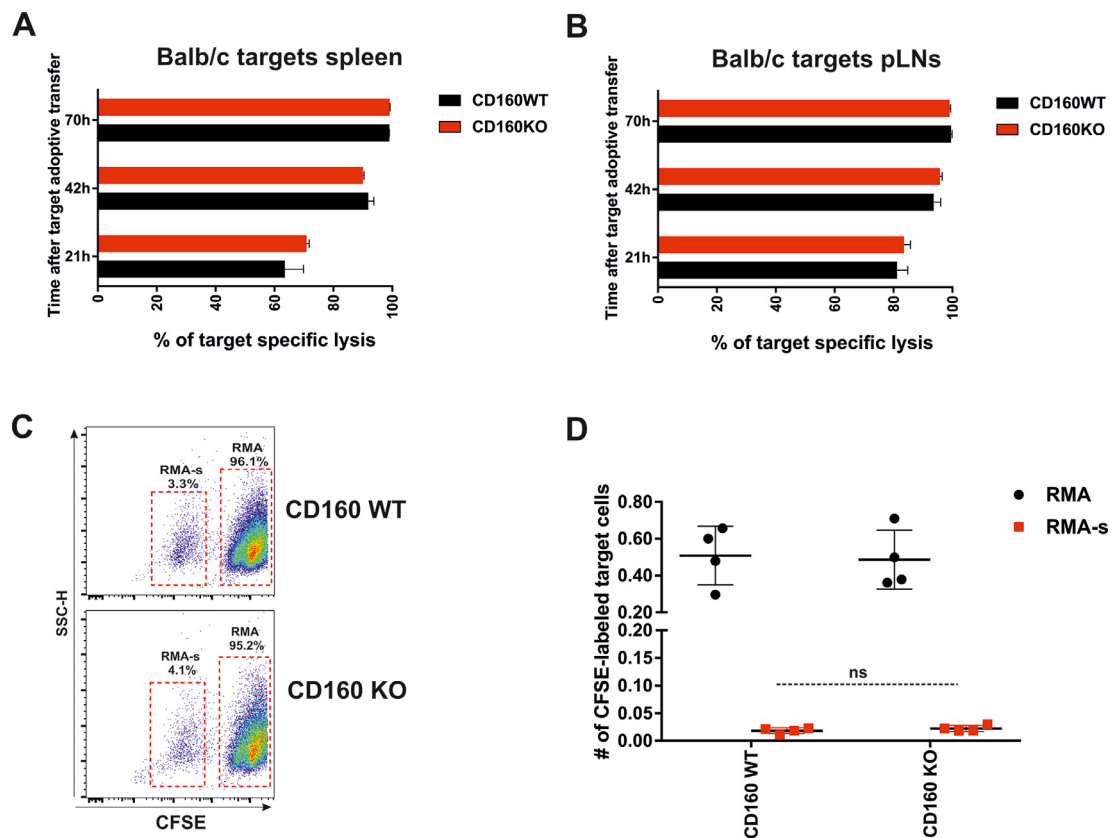 A
Balb/c targets spleen
Time after target adoptive transfer
70h
42h
21h
0
20
40
60
80
100
% of target specific lysis
CD160WT
CD160KO
B
Balb/c targets pLNs
Time after target adoptive transfer
70h
42h
21h
0
20
40
60
80
100
% of target specific lysis
CD160WT
CD160KO
C
RMA-s
3.3%
RMA
96.1%
CD160 WT
RMA-s
4.1%
RMA
95.2%
CD160 KO
SSC-H
CFSE
D
# of CFSE-labeled target cells
0.80
0.60
0.40
0.20
0.20
0.15
0.10
0.05
0.00
ns
CD160 WT
CD160 KO
RMA
RMA-s